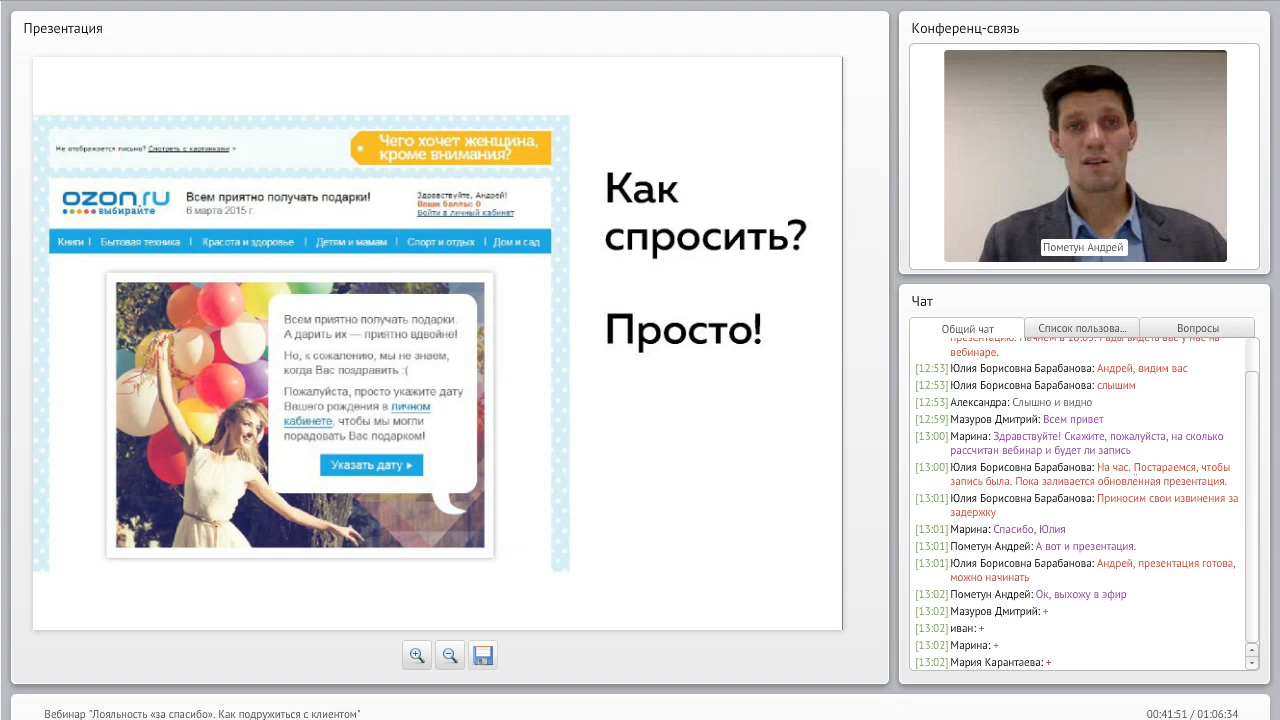 Презентация
Не отображается письмо? Смотреть с картинками »
Чего хочет женщина,
кроме внимания?
OZON.RU
выбирайте
Всем приятно получать подарки!
6 марта 2015 г.
Здравствуйте, Андрей!
Ваши баллы: 0
Войти в личный кабинет
Книги | Бытовая техника | Красота и здоровье | Детям и мамам | Спорт и отдых | Дом и сад
Всем приятно получать подарки.
А дарить их — приятно вдвойне!
Но, к сожалению, мы не знаем,
когда Вас поздравить :(
Пожалуйста, просто укажите дату
Вашего рождения в личном
кабинете, чтобы мы могли
порадовать Вас подарком!
Указать дату
Как
спросить?
Просто!
Конференц-связь
Пометун Андрей
Чат
Общий чат
Список пользова...
Вопросы
вебинаре.
[12:53] Юлия Борисовна Барабанова: Андрей, видим вас
[12:53] Юлия Борисовна Барабанова: слышим
[12:53] Александра: Слышно и видно
[12:59] Мазуров Дмитрий: Всем привет
[13:00] Марина: Здравствуйте! Скажите, пожалуйста, на сколько
рассчитан вебинар и будет ли запись
[13:00] Юлия Борисовна Барабанова: На час. Постараемся, чтобы
запись была. Пока заливается обновлённая презентация.
[13:01] Юлия Борисовна Барабанова: Приносим свои извинения за
задержку
[13:01] Марина: Спасибо, Юлия
[13:01] Пометун Андрей: А вот и презентация.
[13:01] Юлия Борисовна Барабанова: Андрей, презентация готова,
можно начинать
[13:02] Пометун Андрей: Ок, выхожу в эфир
[13:02] Мазуров Дмитрий: +
[13:02] иван: +
[13:02] Марина: +
[13:02] Мария Карантаева: +
Вебинар "Лояльность «за спасибо». Как подружиться с клиентом"
00:41:51 / 01:06:34